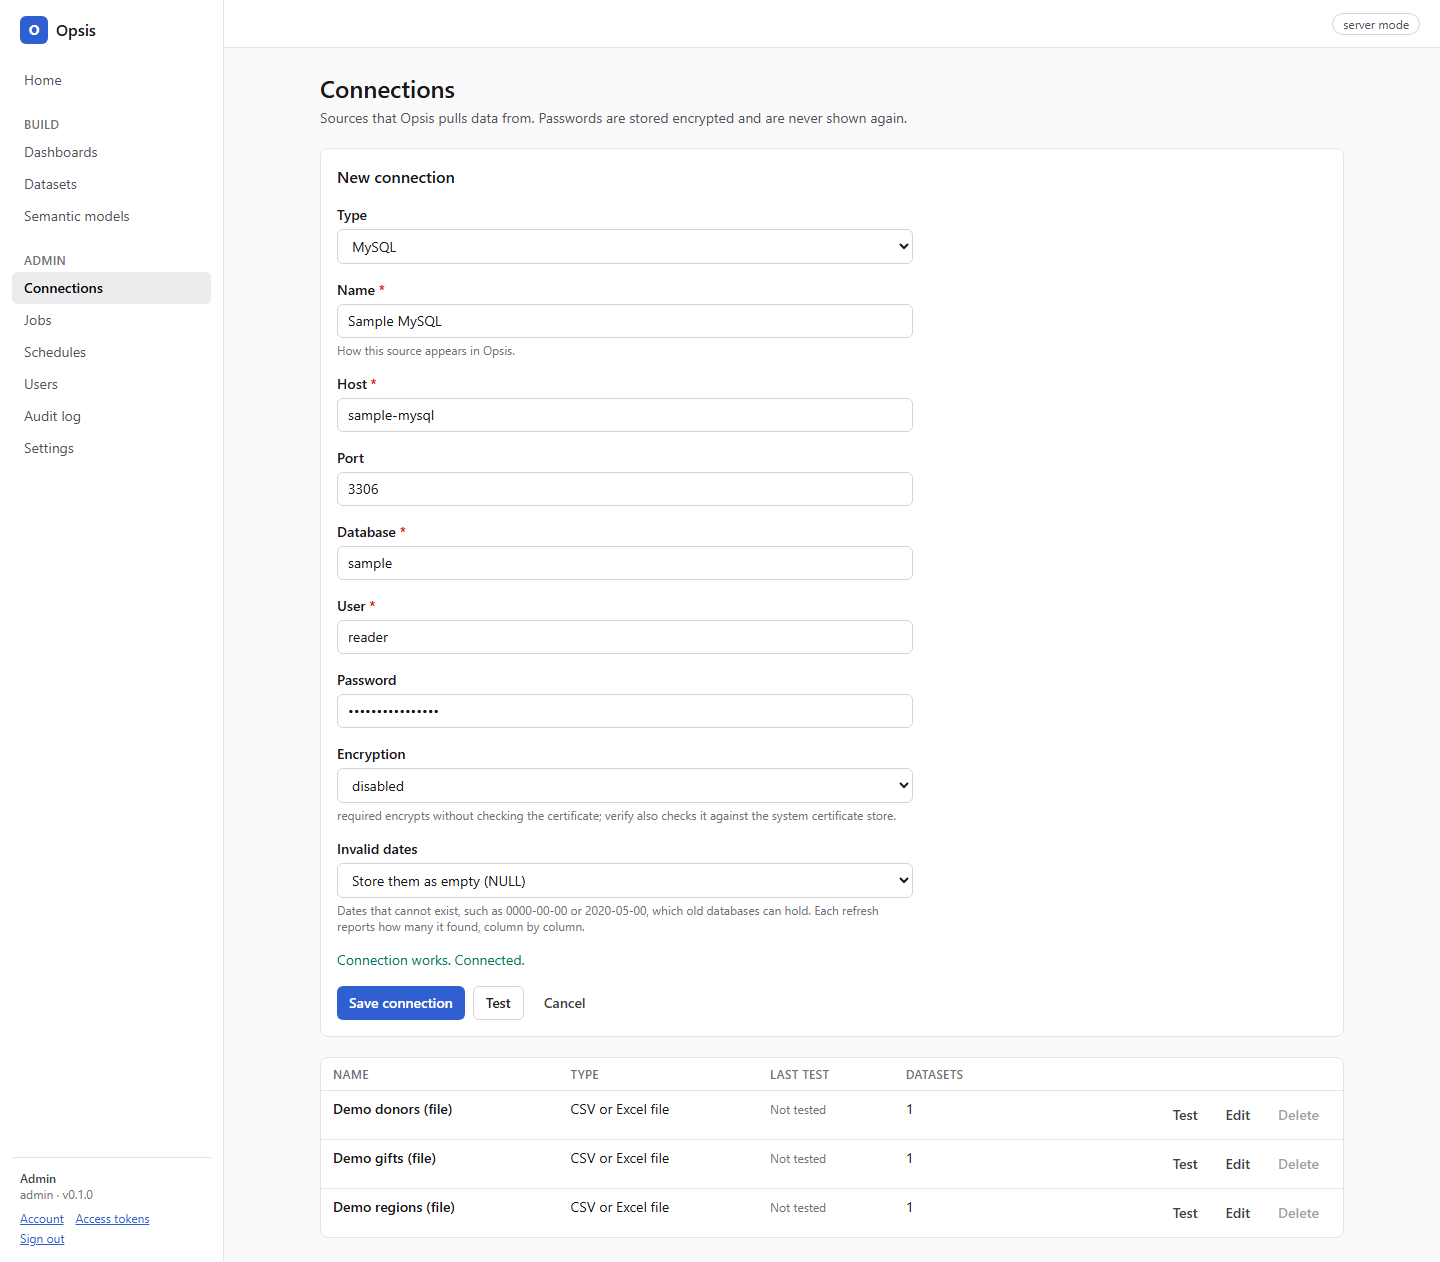 O Opsis
server mode
Home
BUILD
Dashboards
Datasets
Semantic models
ADMIN
Connections
Jobs
Schedules
Users
Audit log
Settings
Admin
admin · v0.1.0
Account Access tokens
Sign out
Connections
Sources that Opsis pulls data from. Passwords are stored encrypted and are never shown again.
New connection
Type
MySQL
Name *
Sample MySQL
How this source appears in Opsis.
Host *
sample-mysql
Port
3306
Database *
sample
User *
reader
Password
••••••••••••••••
Encryption
disabled
required encrypts without checking the certificate; verify also checks it against the system certificate store.
Invalid dates
Store them as empty (NULL)
Dates that cannot exist, such as 0000-00-00 or 2020-05-00, which old databases can hold. Each refresh
reports how many it found, column by column.
Connection works. Connected.
Save connection Test Cancel
NAME TYPE LAST TEST DATASETS
Demo donors (file) CSV or Excel file Not tested 1 Test Edit Delete
Demo gifts (file) CSV or Excel file Not tested 1 Test Edit Delete
Demo regions (file) CSV or Excel file Not tested 1 Test Edit Delete